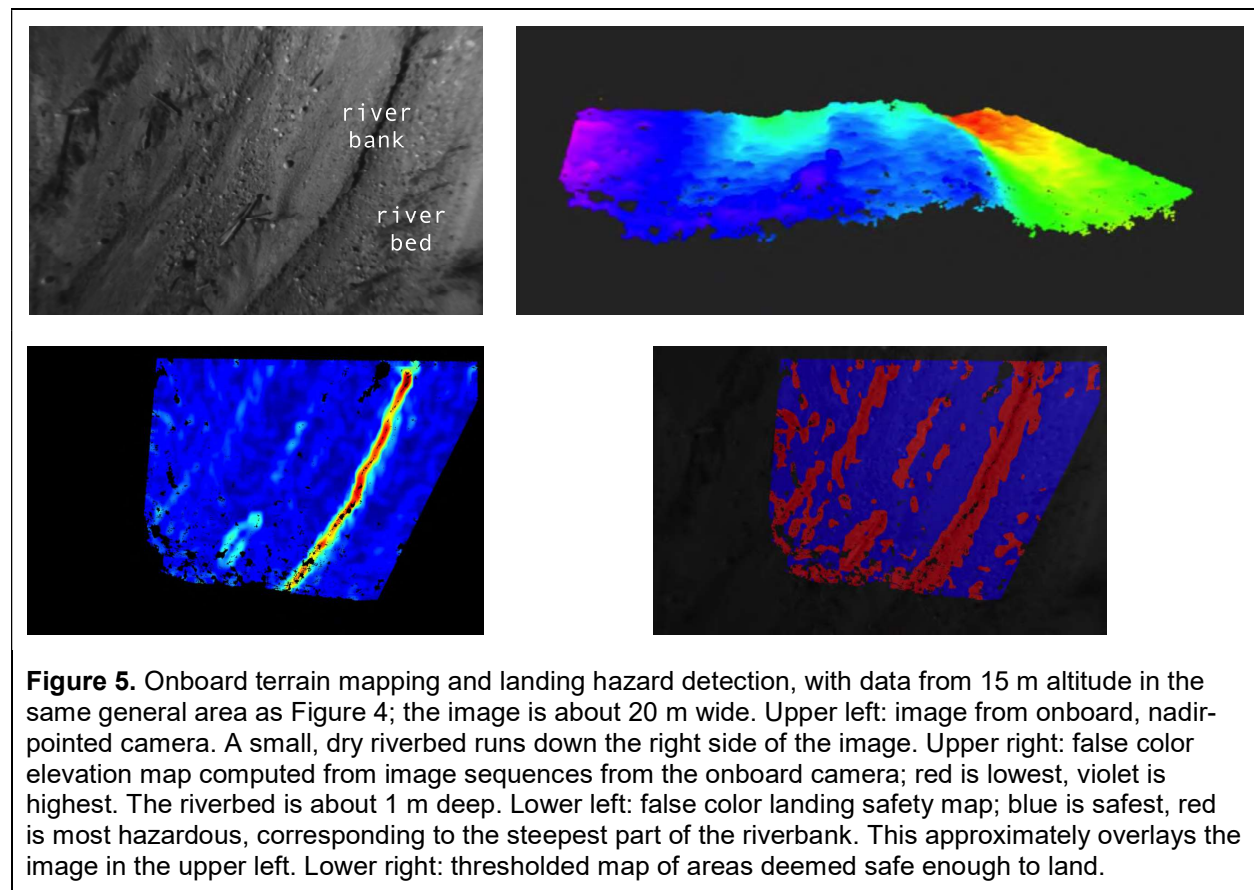 river
bank
river
bed
Figure 5. Onboard terrain mapping and landing hazard detection, with data from 15 m altitude in the
same general area as Figure 4; the image is about 20 m wide. Upper left: image from onboard, nadir-
pointed camera. A small, dry riverbed runs down the right side of the image. Upper right: false color
elevation map computed from image sequences from the onboard camera; red is lowest, violet is
highest. The riverbed is about 1 m deep. Lower left: false color landing safety map; blue is safest, red
is most hazardous, corresponding to the steepest part of the riverbank. This approximately overlays the
image in the upper left. Lower right: thresholded map of areas deemed safe enough to land.